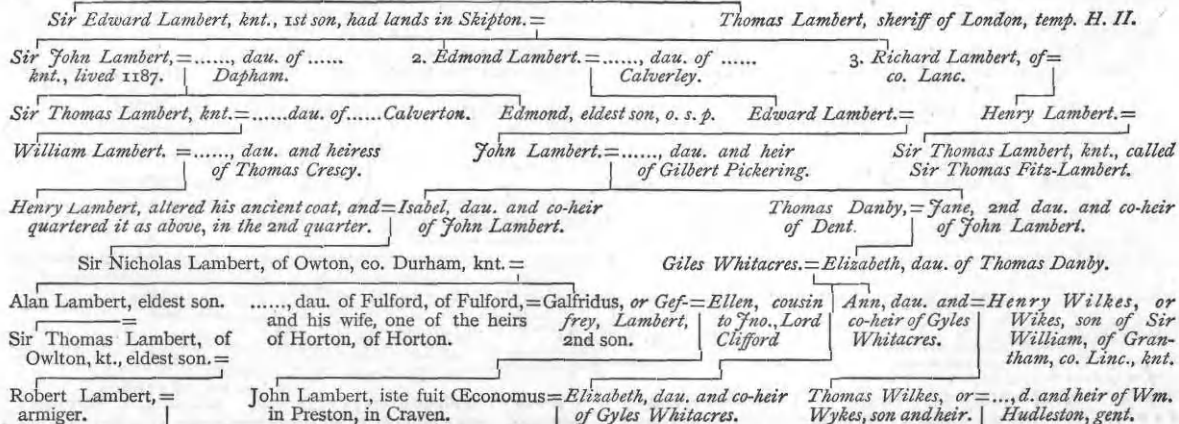 Sir Edward Lambert, knt., 1st son, had lands in Skipton.= Thomas Lambert, sheriff of London, temp. H. II.
Sir John Lambert,=......, dau. of ...... 2. Edmond Lambert.=......, dau. of ...... 3. Richard Lambert, of=
knt., lived 1187. Dapham. Calverley. co. Lanc.
Sir Thomas Lambert, knt.=......dau. of......Calverton. Edmond, eldest son, o. s. p. Edward Lambert.= Henry Lambert.=
William Lambert. =......, dau. and heiress John Lambert.=......, dau. and heir Sir Thomas Lambert, knt., called
of Thomas Crescy. of Gilbert Pickering. Sir Thomas Fitz-Lambert.
Henry Lambert, altered his ancient coat, and=Isabel, dau. and co-heir Thomas Danby,=Jane, 2nd dau. and co-heir
quartered it as above, in the 2nd quarter. of John Lambert. of Dent. of John Lambert.
Sir Nicholas Lambert, of Owton, co. Durham, knt.= Giles Whitacres.=Elizabeth, dau. of Thomas Danby.
Alan Lambert, eldest son. ......, dau. of Fulford, of Fulford,=Galfridus, or Gef-=Ellen, cousin Ann, dau. and=Henry Wilkes, or
= and his wife, one of the heirs frey, Lambert, to Jno., Lord co-heir of Gyles Wikes, son of Sir
Sir Thomas Lambert, of of Horton, of Horton. 2nd son. Clifford Whitacres. William, of Gran-
Owlton, kt., eldest son.= tham, co. Linc., knt.
Robert Lambert,= John Lambert, iste fuit Œconomus=Elizabeth, dau. and co-heir Thomas Wilkes, or=..., d. and heir of Wm.
armiger. in Preston, in Craven. of Gyles Whitacres. Wykes, son and heir. Hudleston, gent.